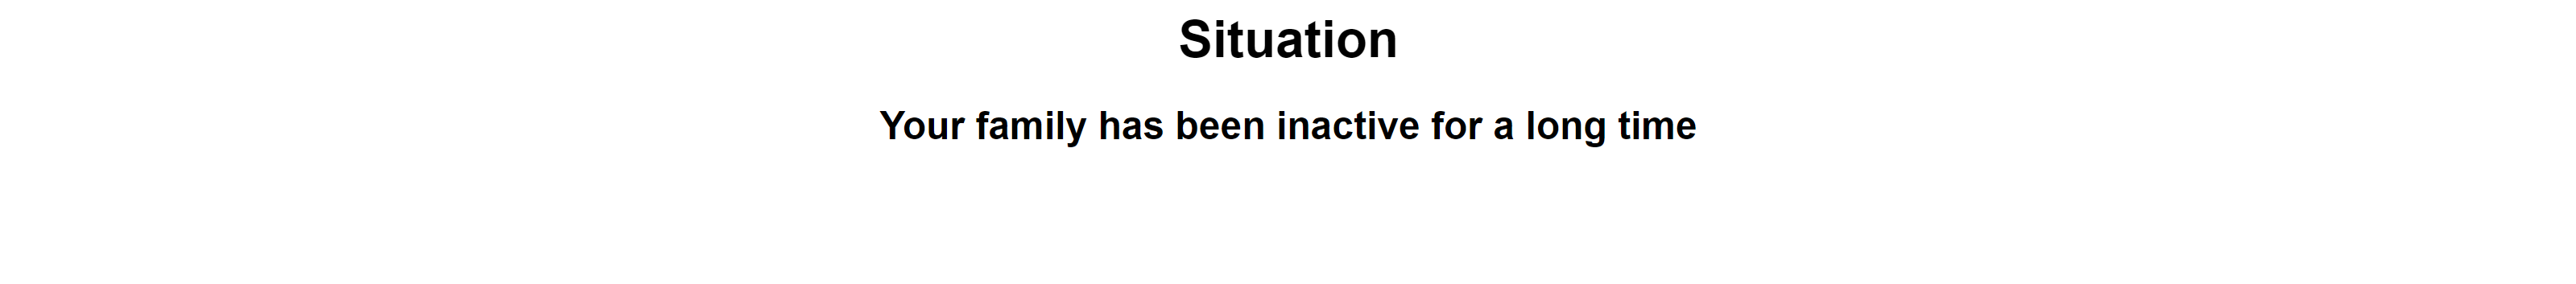 Situation
Your family has been inactive for a long time